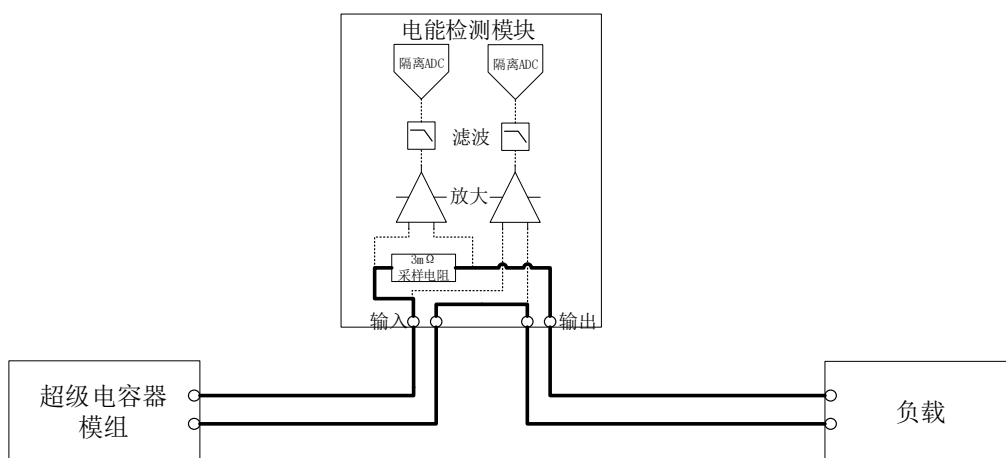 电能检测模块
隔离ADC
隔离ADC
滤波
放大
3mΩ
采样电阻
输入
输出
超级电容器
模组
负载